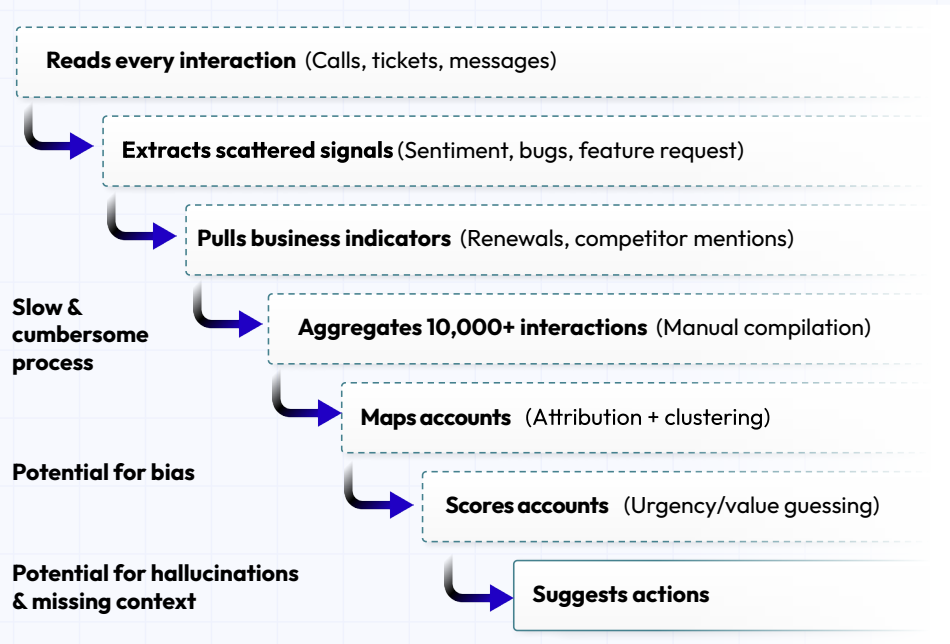 Reads every interaction (Calls, tickets, messages)
Extracts scattered signals (Sentiment, bugs, feature request)
Pulls business indicators (Renewals, competitor mentions)
Slow &
cumbersome
process
Aggregates 10,000+ interactions (Manual compilation)
Maps accounts (Attribution + clustering)
Potential for bias
Scores accounts (Urgency/value guessing)
Potential for hallucinations
& missing context
Suggests actions